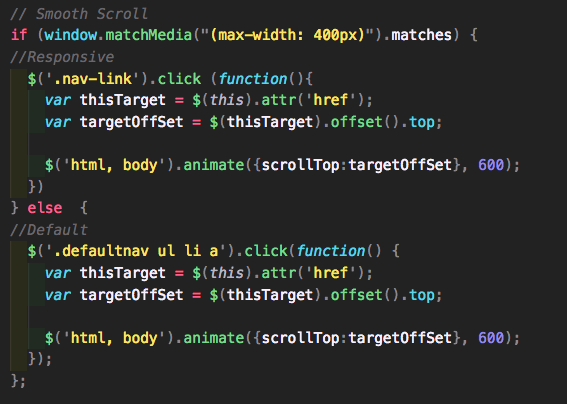 // Smooth Scroll
if (window.matchMedia("(max-width: 400px)").matches) {
//Responsive
  $('.nav-link').click (function(){
    var thisTarget = $(this).attr('href');
    var targetOffSet = $(thisTarget).offset().top;

    $('html, body').animate({scrollTop:targetOffSet}, 600);
  })
} else  {
//Default
  $('.defaultnav ul li a').click(function() {
    var thisTarget = $(this).attr('href');
    var targetOffSet = $(thisTarget).offset().top;

    $('html, body').animate({scrollTop:targetOffSet}, 600);
  });
};